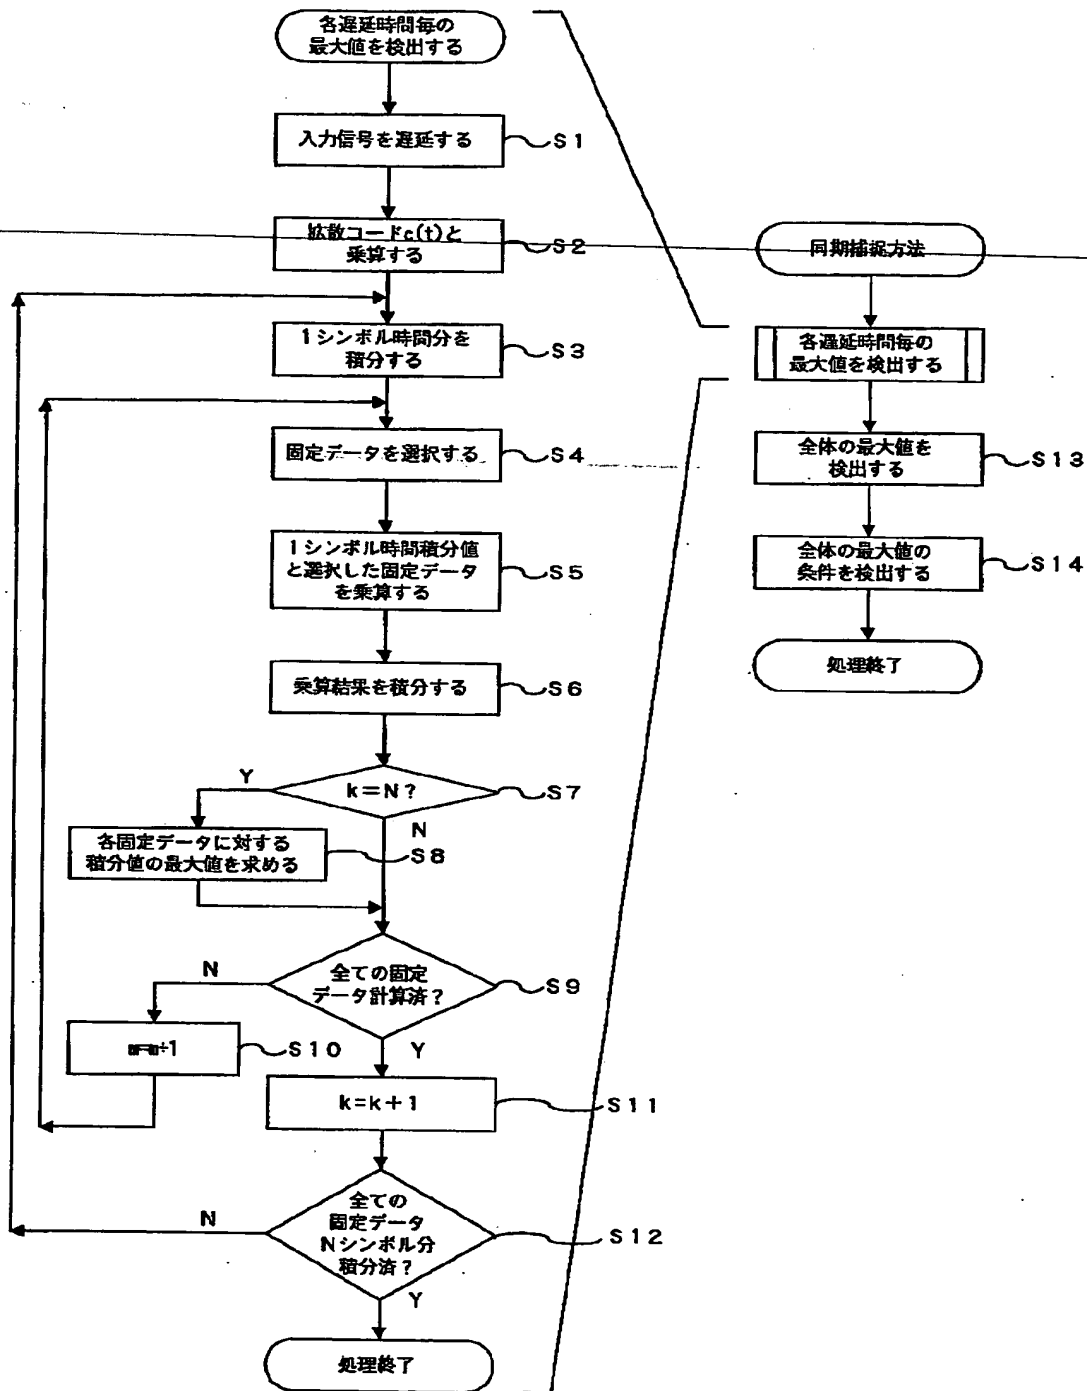 各遅延時間毎の
最大値を検出する
入力信号を遅延する
S1
拡散コードc(t)と
乗算する
S2
1シンボル時間分を
積分する
S3
固定データを選択する
S4
1シンボル時間積分値
と選択した固定データ
を乗算する
S5
乗算結果を積分する
S6
k=N?
S7
Y
N
各固定データに対する
積分値の最大値を求める
S8
全ての固定
データ計算済?
S9
N
Y
m=m+1
S10
k=k+1
S11
全ての
固定データ
Nシンボル分
積分済?
S12
N
Y
処理終了
同期捕捉方法
各遅延時間毎の
最大値を検出する
全体の最大値を
検出する
S13
全体の最大値の
条件を検出する
S14
処理終了